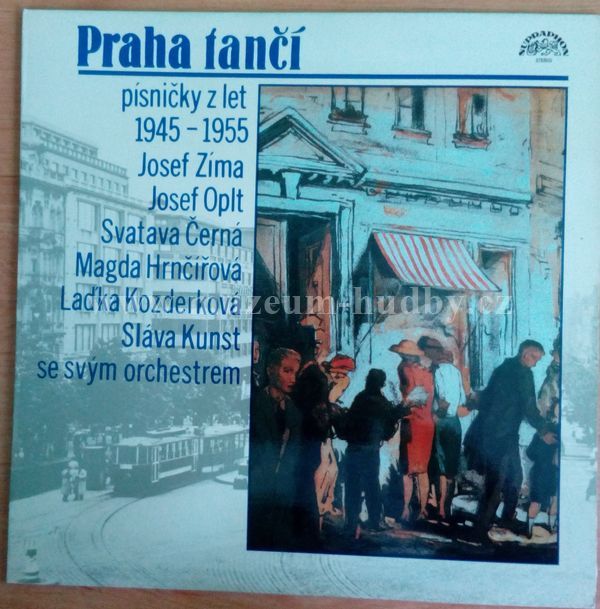 Praha tančí
SUPRAPHON
STEREO
písničky z let
1945 – 1955
Josef Zíma
Josef Oplt
Svatava Černá
Magda Hrnčířová
Laďka Kozderková
Sláva Kunst
se svým orchestrem
www.muzeum-hudby.cz